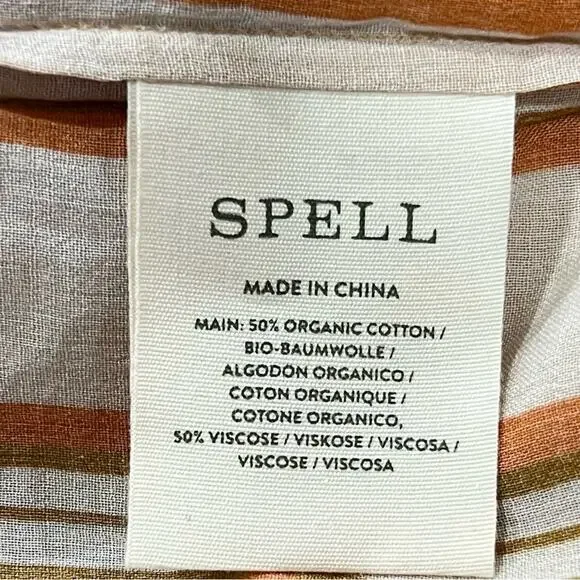 SPELL
MADE IN CHINA
MAIN: 50% ORGANIC COTTON /
BIO-BAUMWOLLE /
ALGODON ORGANICO /
COTON ORGANIQUE /
COTONE ORGANICO,
50% VISCOSE / VISKOSE / VISCOSA /
VISCOSE / VISCOSA